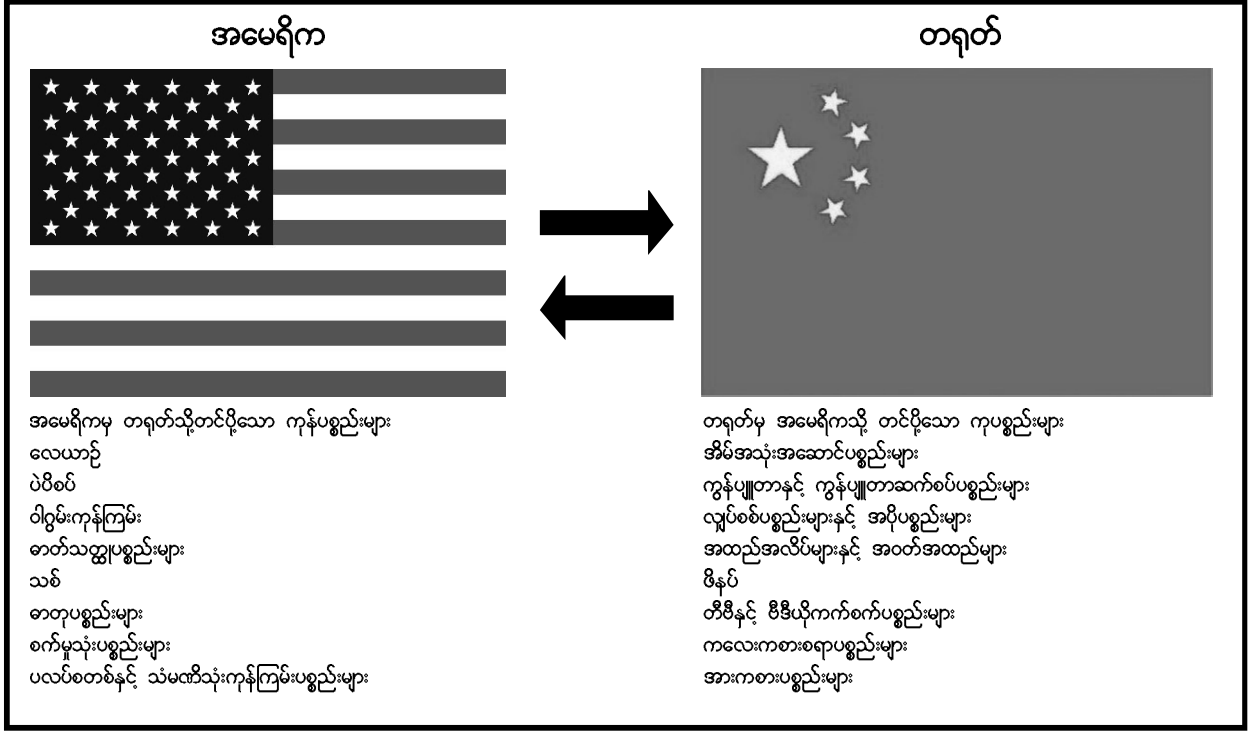 အမေရိက
တရုတ်
အမေရိကမှ တရုတ်သို့တင်ပို့သော ကုန်ပစ္စည်းများ
လေယာဉ်
ပဲပိစပ်
ဝါဂွမ်းကုန်ကြမ်း
ဓာတ်သတ္ထုပစ္စည်းများ
သစ်
ဓာတုပစ္စည်းများ
စက်မှုသုံးပစ္စည်းများ
ပလပ်စတစ်နှင့် သံမဏိသုံးကုန်ကြမ်းပစ္စည်းများ
တရုတ်မှ အမေရိကသို့ တင်ပို့သော ကုပစ္စည်းများ
အိမ်အသုံးအဆောင်ပစ္စည်းများ
ကွန်ပျူတာနှင့် ကွန်ပျူတာဆက်စပ်ပစ္စည်းများ
လျှပ်စစ်ပစ္စည်းများနှင့် အပိုပစ္စည်းများ
အထည်အလိပ်များနှင့် အဝတ်အထည်များ
ဖိနပ်
တီဗီနှင့် ဗီဒီယိုကက်စက်ပစ္စည်းများ
ကလေးကစားစရာပစ္စည်းများ
အားကစားပစ္စည်းများ